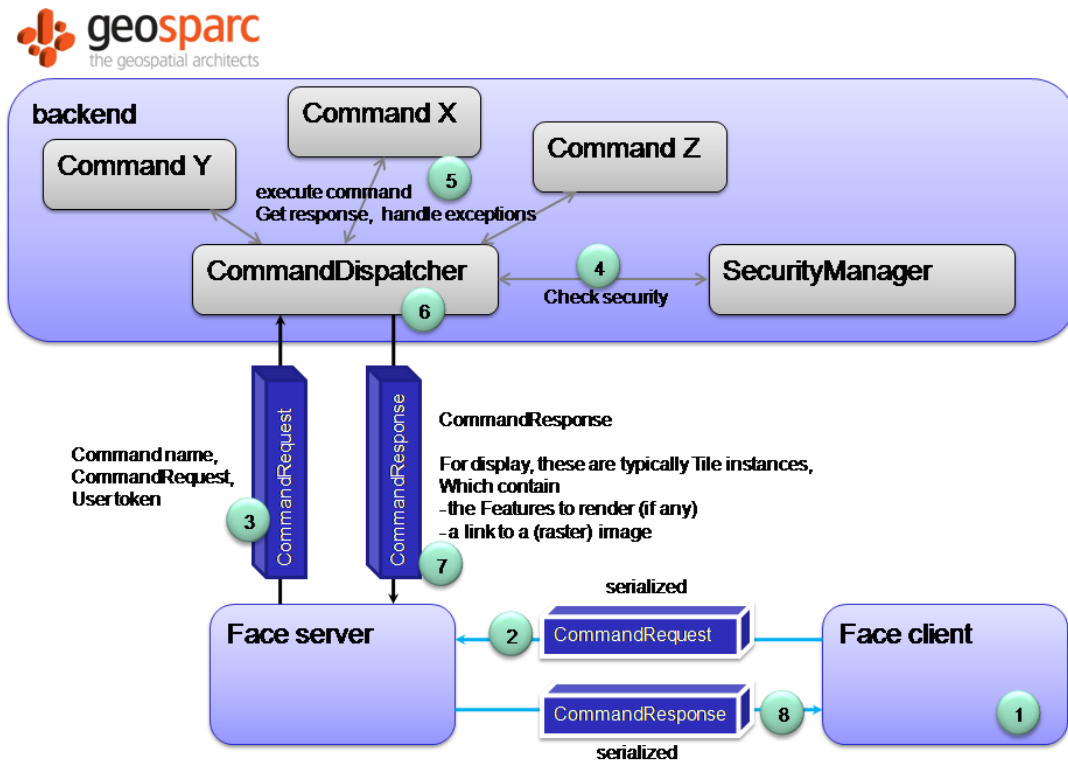 geosparc
the geospatial architects
backend
Command X
Command Y
Command Z
5
execute command
Get response, handle exceptions
CommandDispatcher
4
SecurityManager
Check security
6
CommandRequest
CommandResponse
Command name,
CommandRequest,
User token
3
CommandResponse
For display, these are typically Tile instances,
Which contain
-the Features to render (if any)
-a link to a (raster) image
7
serialized
Face server
2
CommandRequest
Face client
CommandResponse
8
1
serialized